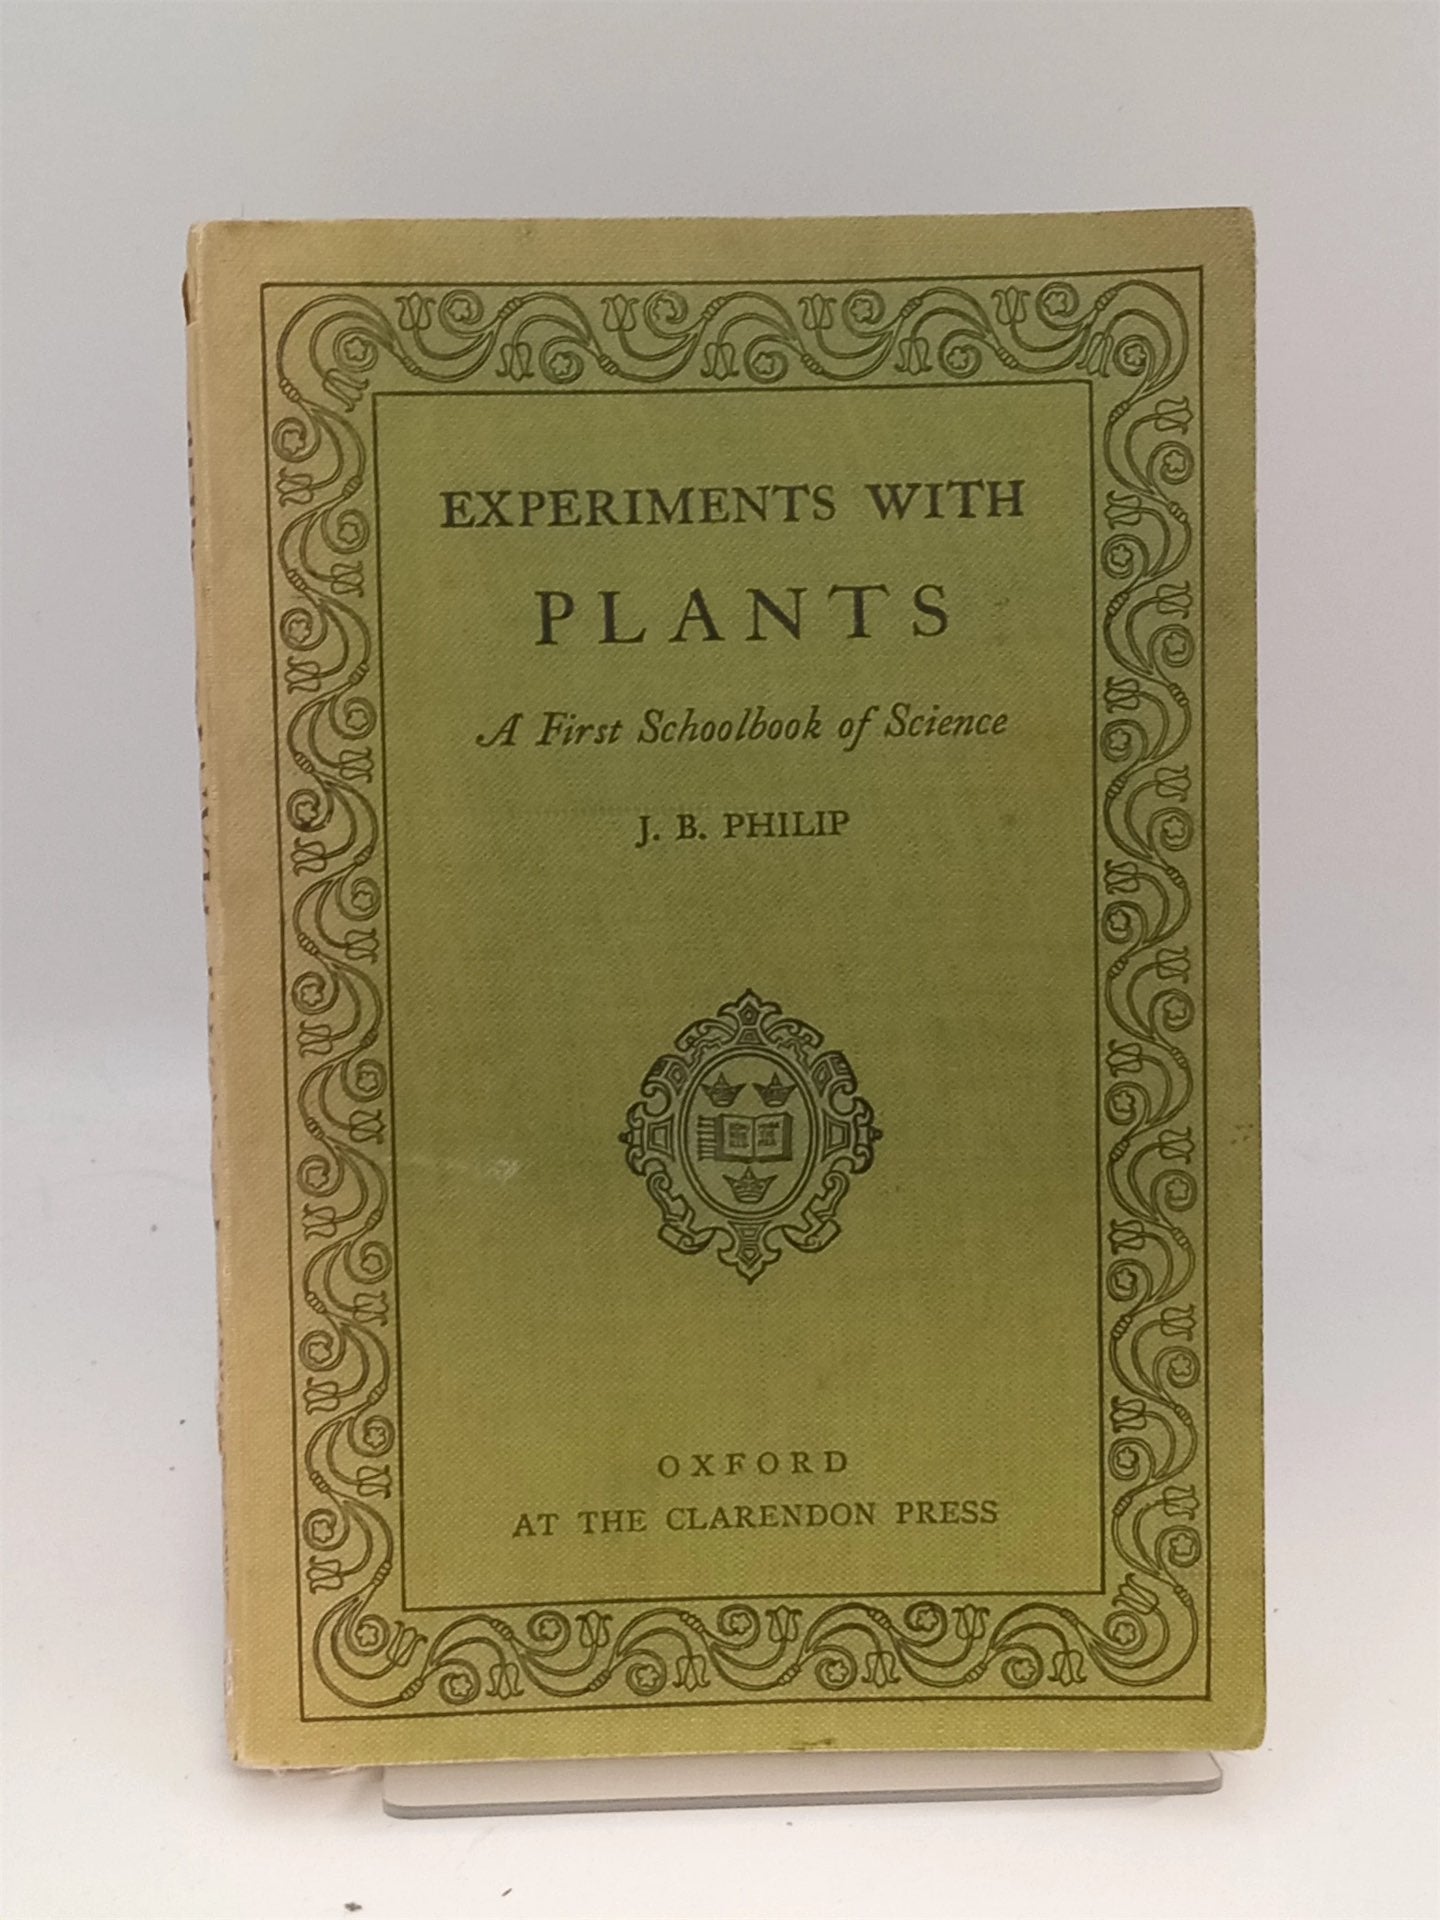 EXPERIMENTS WITH
PLANTS
A First Schoolbook of Science
J. B. PHILIP
OXFORD
AT THE CLARENDON PRESS